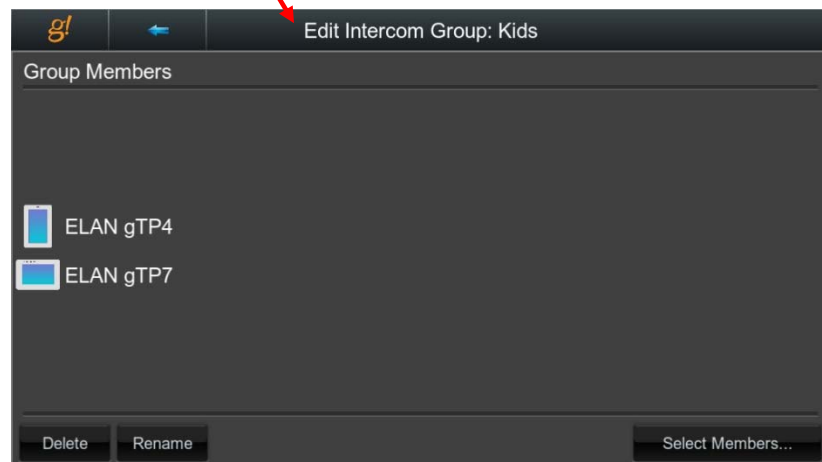 g! Edit Intercom Group: Kids
Group Members
ELAN gTP4
ELAN gTP7
Delete Rename Select Members...